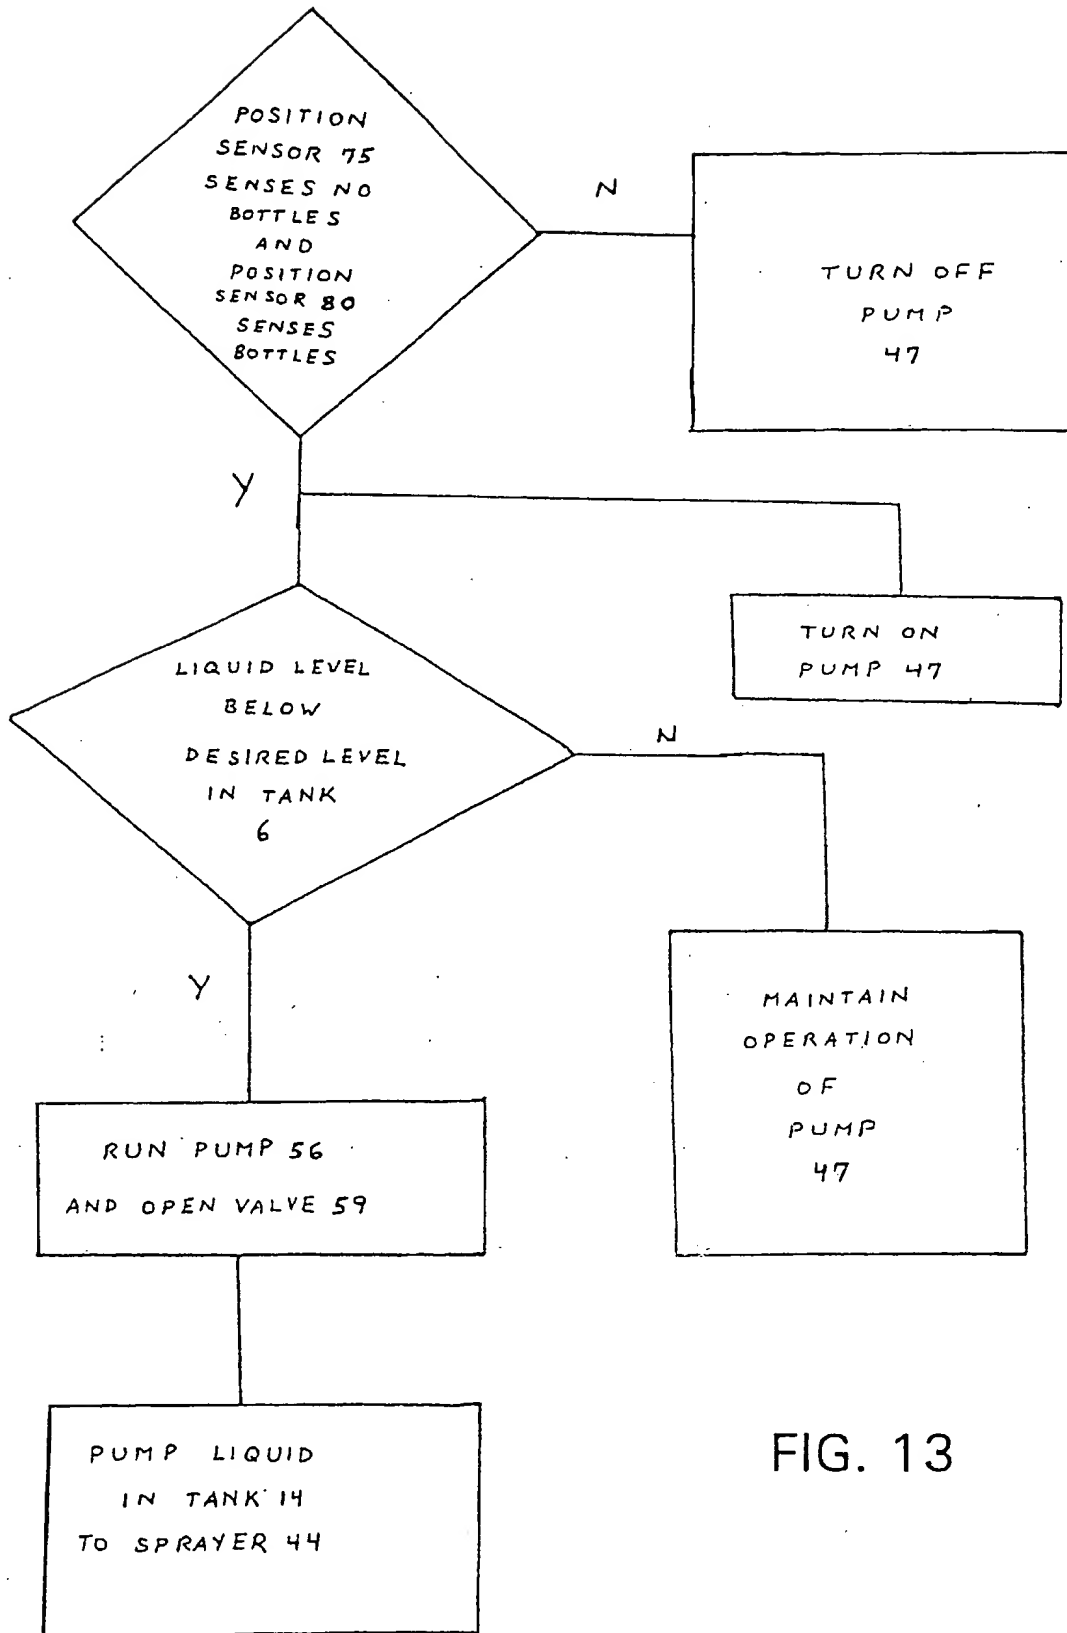 POSITION
SENSOR 75
SENSES NO
BOTTLES
AND
POSITION
SENSOR 80
SENSES
BOTTLES
N
TURN OFF
PUMP
47
Y
TURN ON
PUMP 47
LIQUID LEVEL
BELOW
DESIRED LEVEL
IN TANK
6
N
MAINTAIN
OPERATION
OF
PUMP
47
Y
RUN PUMP 56
AND OPEN VALVE 59
PUMP LIQUID
IN TANK 14
TO SPRAYER 44
FIG. 13